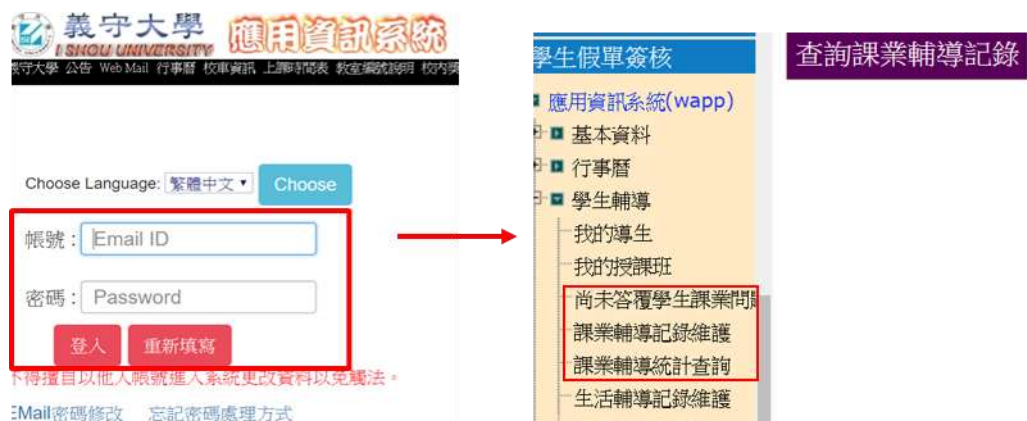 義守大學
I SHOU UNIVERSITY
應用資訊系統
義守大學 公告 Web Mail 行事曆 校車資訊 上課時間表 教室編號說明 校內
Choose Language: 繁體中文 Choose
帳號： Email ID
密碼： Password
登入 重新填寫
不得擅自以他人帳號進入系統更改資料以免觸法。
EMail密碼修改 忘記密碼處理方式
學生假單簽核
應用資訊系統(wapp)
基本資料
行事曆
學生輔導
我的導生
我的授課班
尚未答覆學生課業問
課業輔導記錄維護
課業輔導統計查詢
生活輔導記錄維護
查詢課業輔導記錄